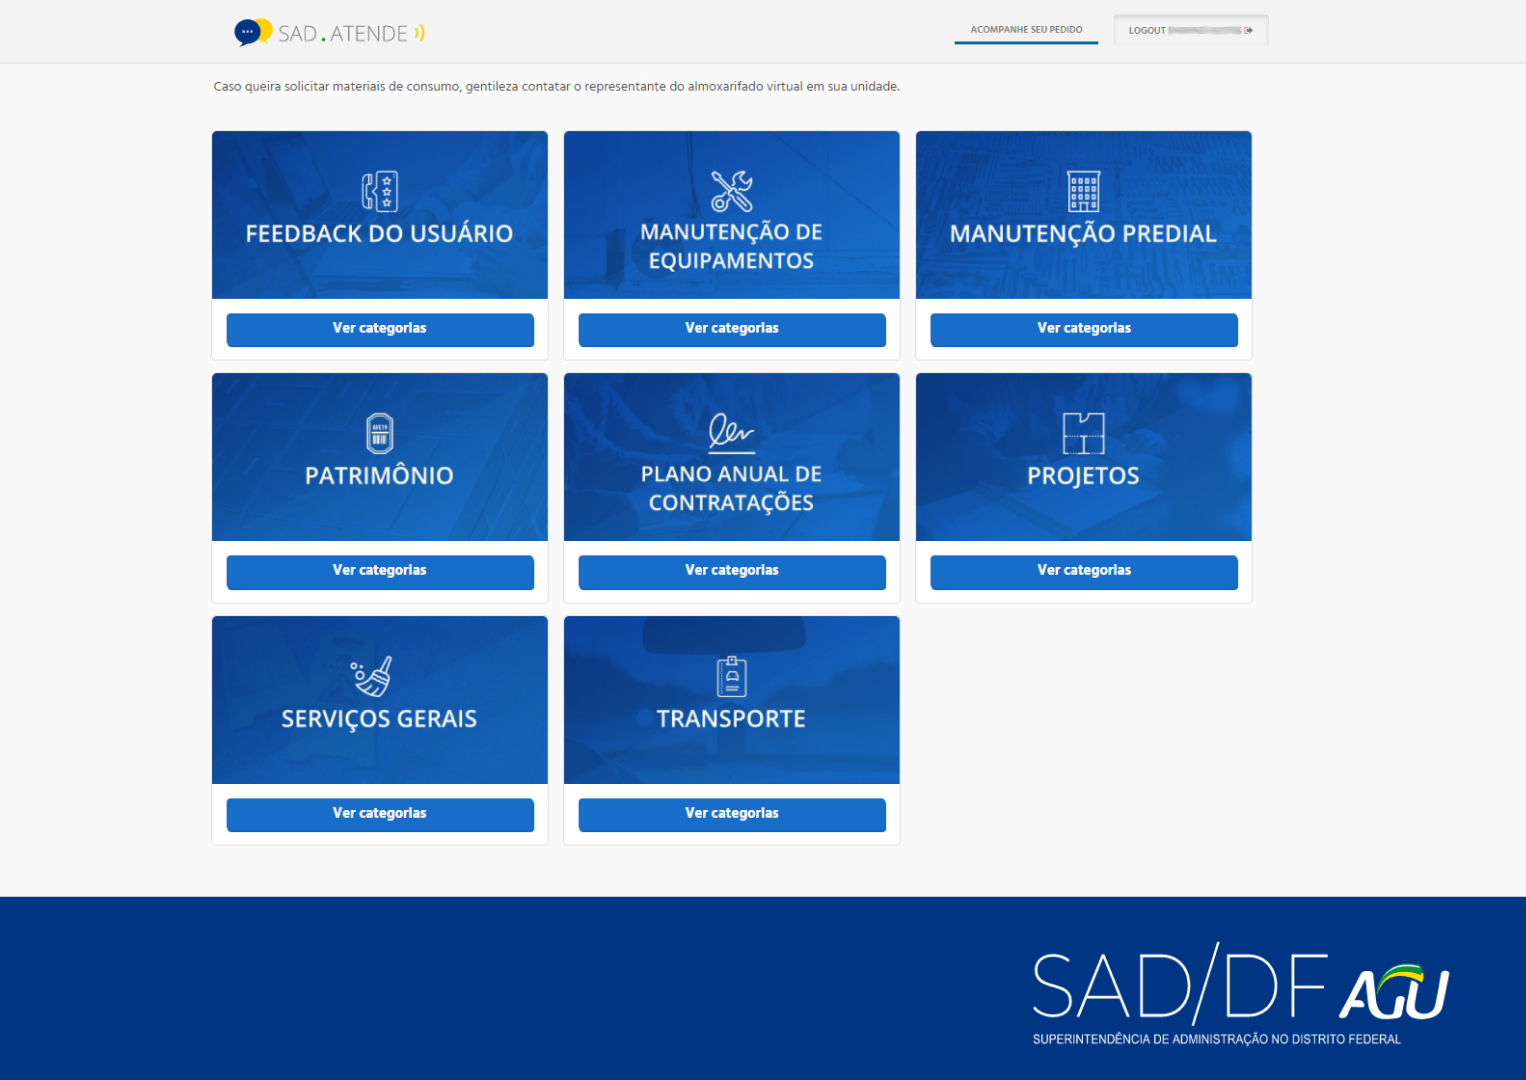 SAD.ATENDE
ACOMPANHE SEU PEDIDO
LOGOUT
Caso queira solicitar materiais de consumo, gentileza contatar o representante do almoxarifado virtual em sua unidade.
FEEDBACK DO USUÁRIO
MANUTENÇÃO DE
EQUIPAMENTOS
MANUTENÇÃO PREDIAL
Ver categorias
Ver categorias
Ver categorias
PATRIMÔNIO
PLANO ANUAL DE
CONTRATAÇÕES
PROJETOS
Ver categorias
Ver categorias
Ver categorias
SERVIÇOS GERAIS
TRANSPORTE
Ver categorias
Ver categorias
SAD/DF AGU
SUPERINTENDÊNCIA DE ADMINISTRAÇÃO NO DISTRITO FEDERAL